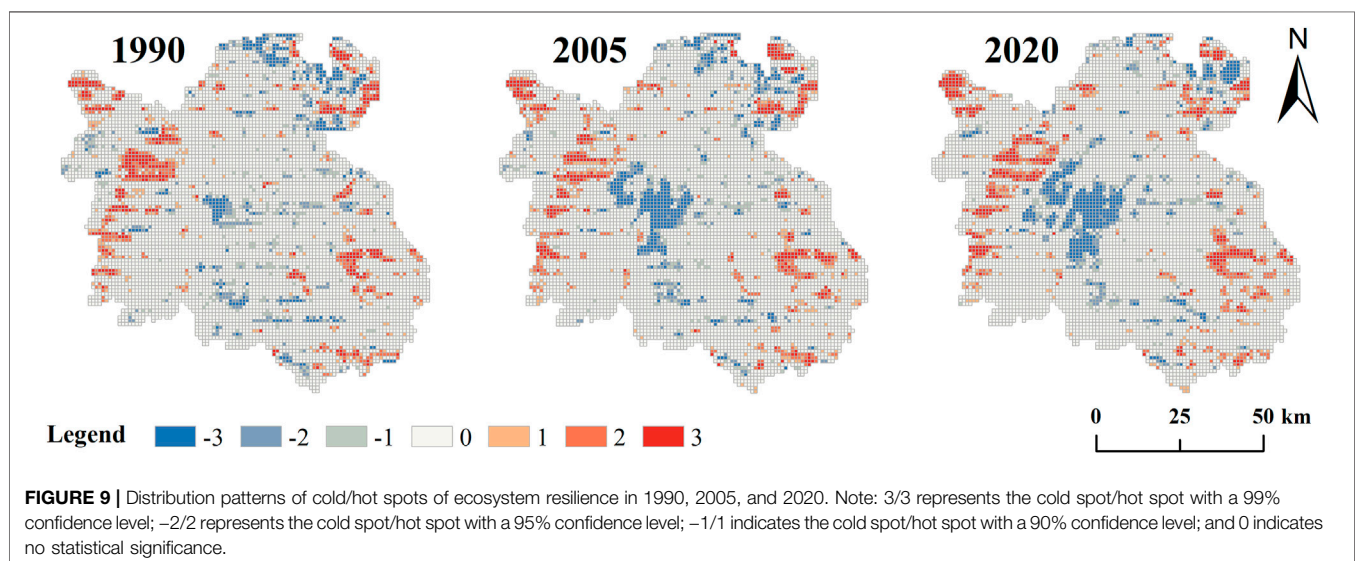 1990
2005
2020
N
Legend -3 -2 -1 0 1 2 3
0 25 50 km
FIGURE 9 | Distribution patterns of cold/hot spots of ecosystem resilience in 1990, 2005, and 2020. Note: 3/3 represents the cold spot/hot spot with a 99%
confidence level; −2/2 represents the cold spot/hot spot with a 95% confidence level; −1/1 indicates the cold spot/hot spot with a 90% confidence level; and 0 indicates
no statistical significance.